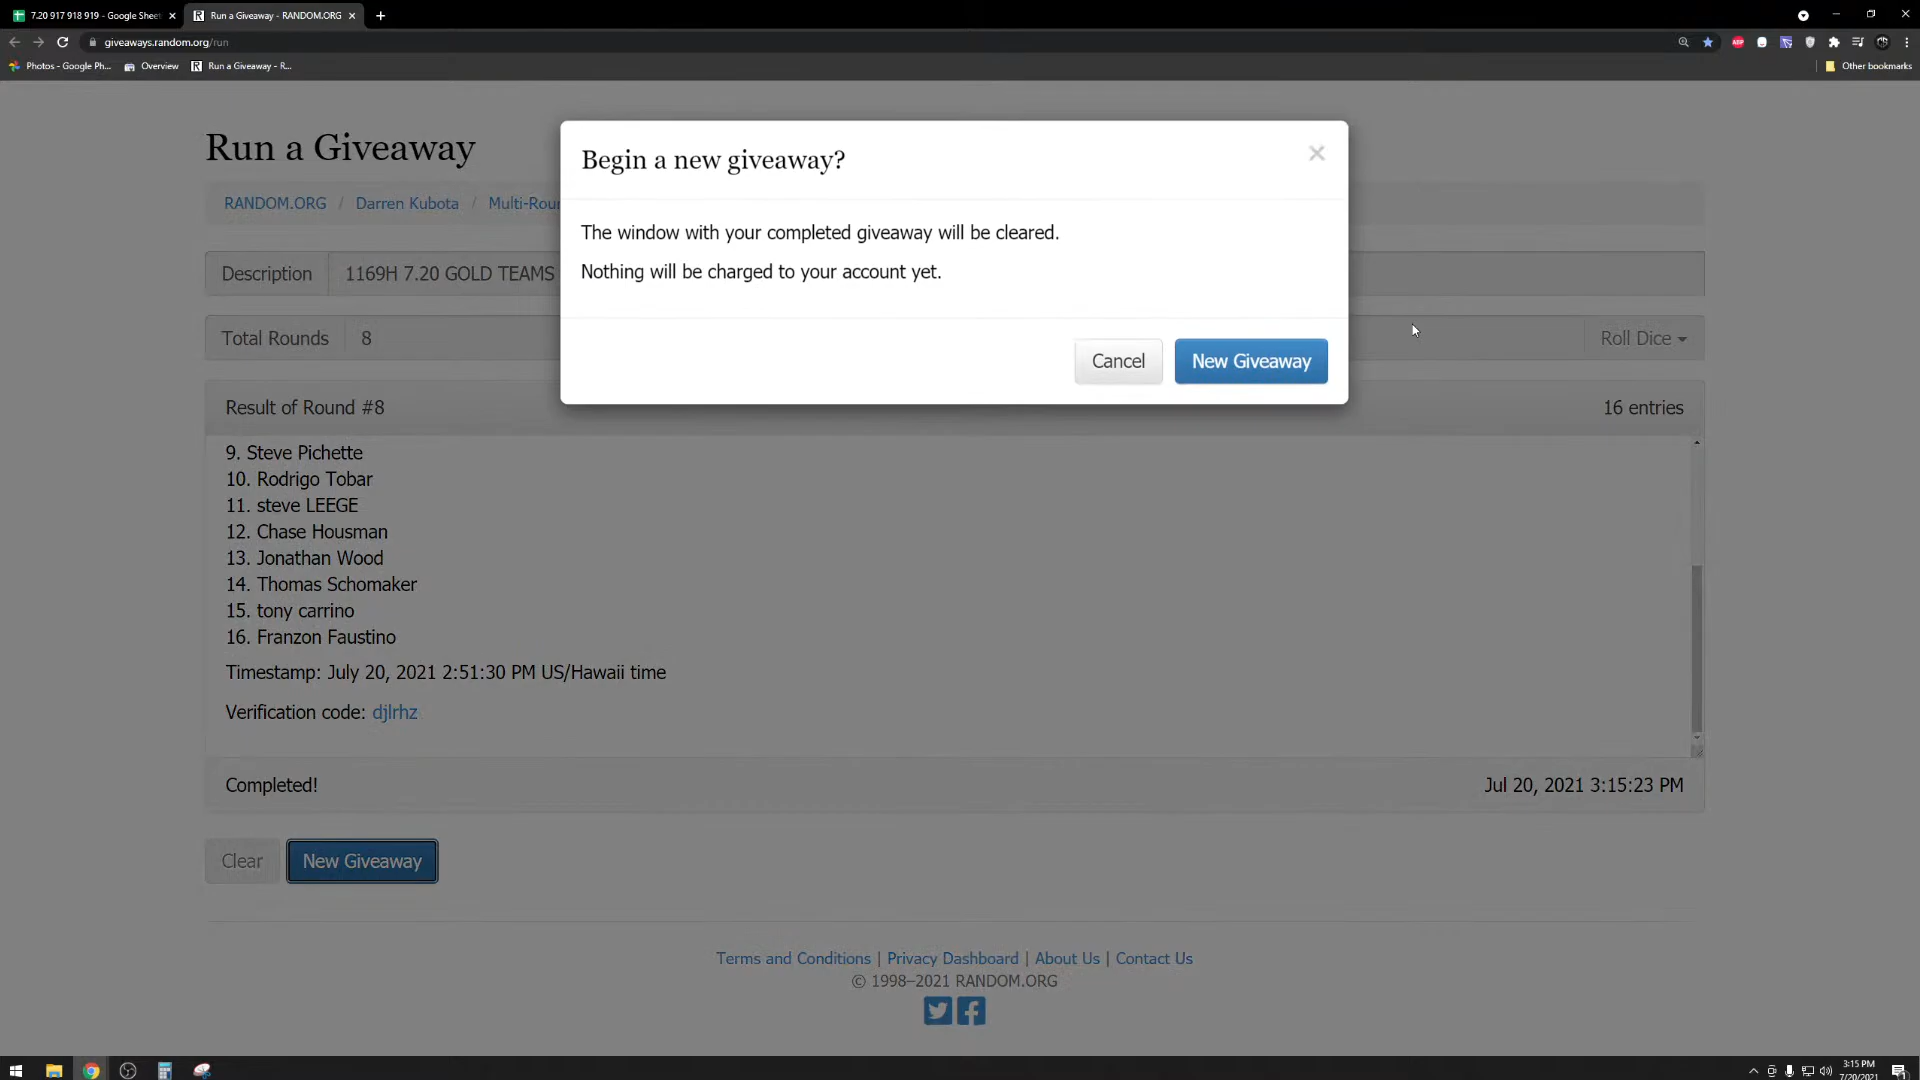 7.20 917 918 919 - Google Sheet
Run a Giveaway - RANDOM.ORG
giveaways.random.org/run
ABP
Photos - Google Ph...
Overview
Run a Giveaway - R...
Other bookmarks
Run a Giveaway
Begin a new giveaway?
RANDOM.ORG / Darren Kubota / Multi-Rour
The window with your completed giveaway will be cleared.
Description 1169H 7.20 GOLD TEAMS
Nothing will be charged to your account yet.
Total Rounds 8
Roll Dice
Cancel New Giveaway
Result of Round #8
16 entries
9. Steve Pichette
10. Rodrigo Tobar
11. steve LEEGE
12. Chase Housman
13. Jonathan Wood
14. Thomas Schomaker
15. tony carrino
16. Franzon Faustino
Timestamp: July 20, 2021 2:51:30 PM US/Hawaii time
Verification code: djlrhz
Completed!
Jul 20, 2021 3:15:23 PM
Clear New Giveaway
Terms and Conditions | Privacy Dashboard | About Us | Contact Us
© 1998–2021 RANDOM.ORG
3:15 PM
7/20/2021